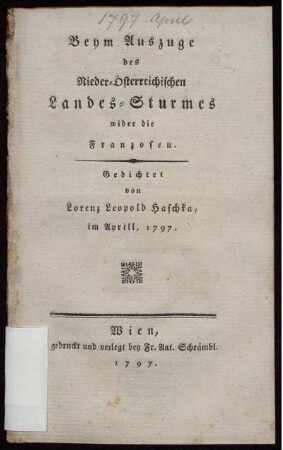 1797. April
Beym Auszuge
des
Nieder-Österreichischen
Landes-Sturmes
wider die
Franzosen.
Gedichtet
von
Lorenz Leopold Haschka,
im Aprill, 1797.
Wien,
gedruckt und verlegt bey Fr. Ant. Schrämbl.
1797.